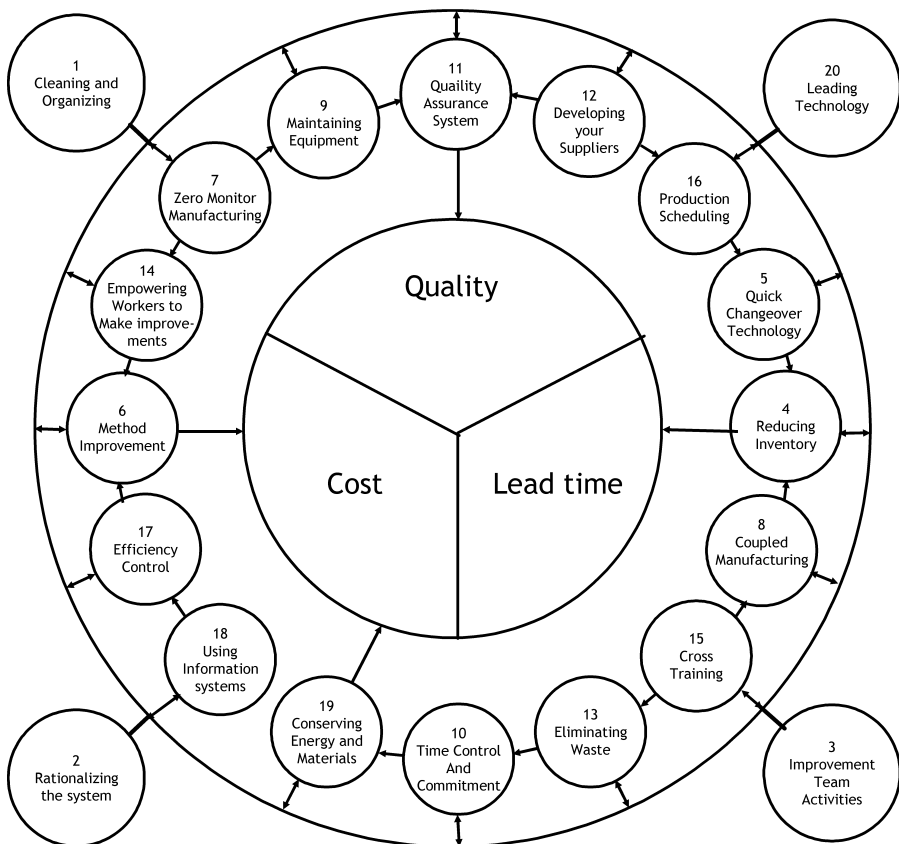 1
Cleaning and
Organizing
11
Quaility
Assurance
System
20
Leading
Technology
9
Maintaining
Equipment
12
Developing
your
Suppliers
7
Zero Monitor
Manufacturing
16
Production
Scheduling
14
Empowering
Workers to
Make improve-
ments
5
Quick
Changeover
Technology
Quality
6
Method
Improvement
4
Reducing
Inventory
Cost
Lead time
17
Efficiency
Control
8
Coupled
Manufacturing
18
Using
Information
systems
15
Cross
Training
19
Conserving
Energy and
Materials
10
Time Control
And
Commitment
13
Eliminating
Waste
2
Rationalizing
the system
3
Improvement
Team
Activities